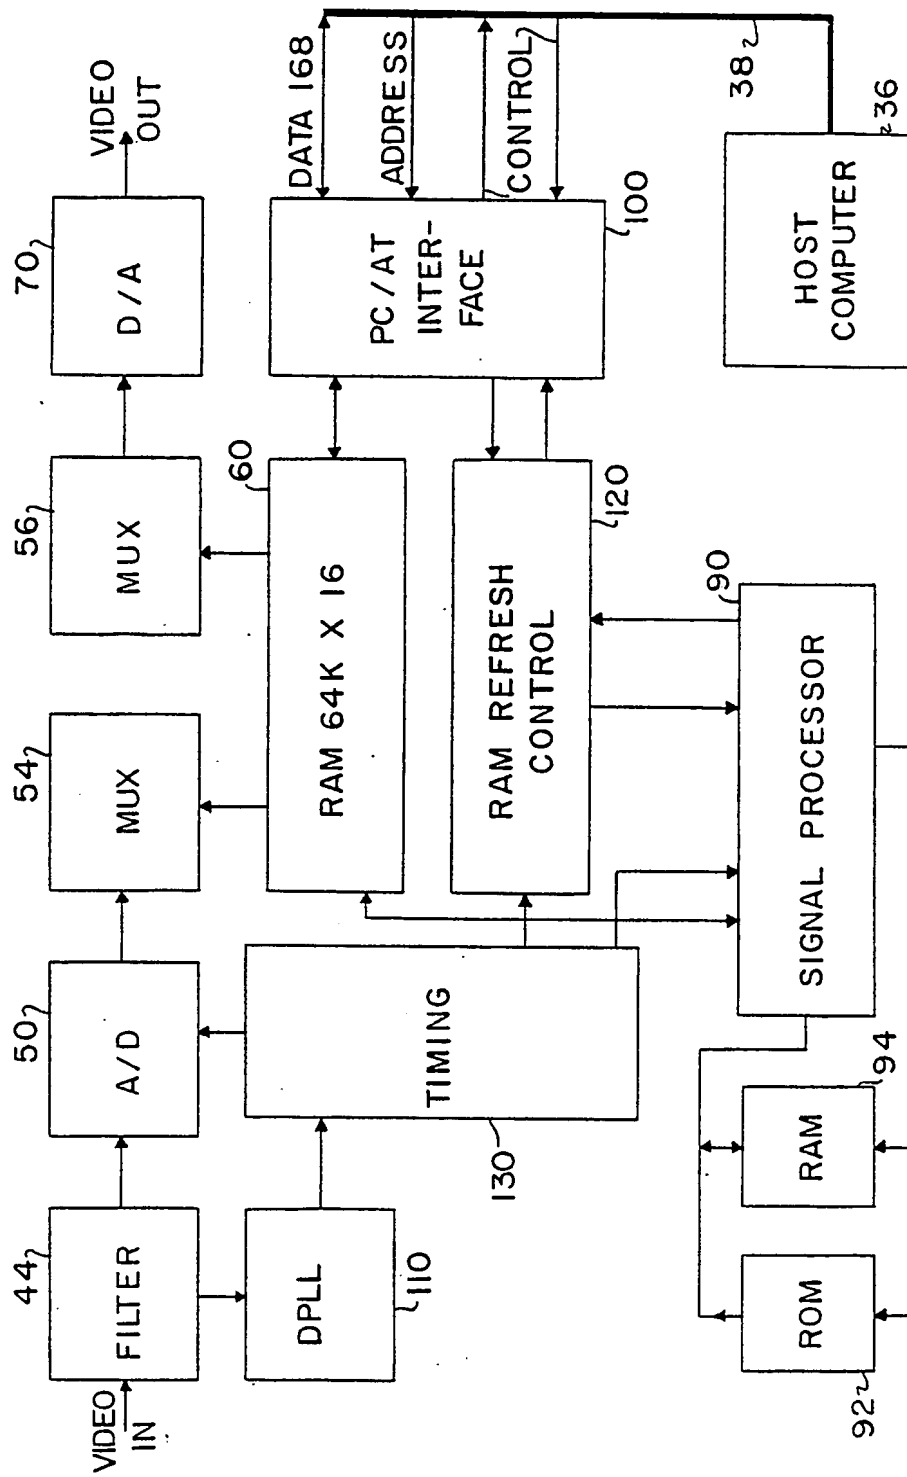 VIDEO
IN
44
FILTER
50
A/D
54
MUX
56
MUX
70
D/A
VIDEO
OUT
DPLL
110
TIMING
130
60
RAM 64K X 16
RAM REFRESH
CONTROL
120
PC/AT
INTER-
FACE
100
DATA 168
ADDRESS
CONTROL
38
ROM
92
RAM
94
SIGNAL PROCESSOR
90
HOST
COMPUTER
36